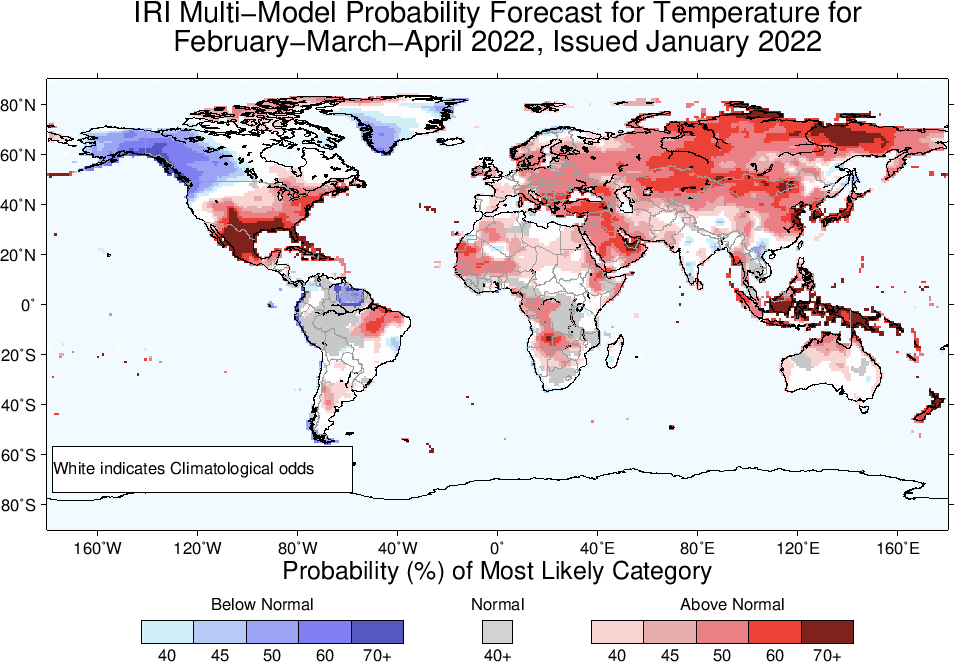 IRI Multi−Model Probability Forecast for Temperature for
February−March−April 2022, Issued January 2022
80˚N
60˚N
40˚N
20˚N
0˚
20˚S
40˚S
60˚S
80˚S
White indicates Climatological odds
160˚W 120˚W 80˚W 40˚W 0˚ 40˚E 80˚E 120˚E 160˚E
Probability (%) of Most Likely Category
Below Normal Normal Above Normal
40 45 50 60 70+ 40+ 40 45 50 60 70+